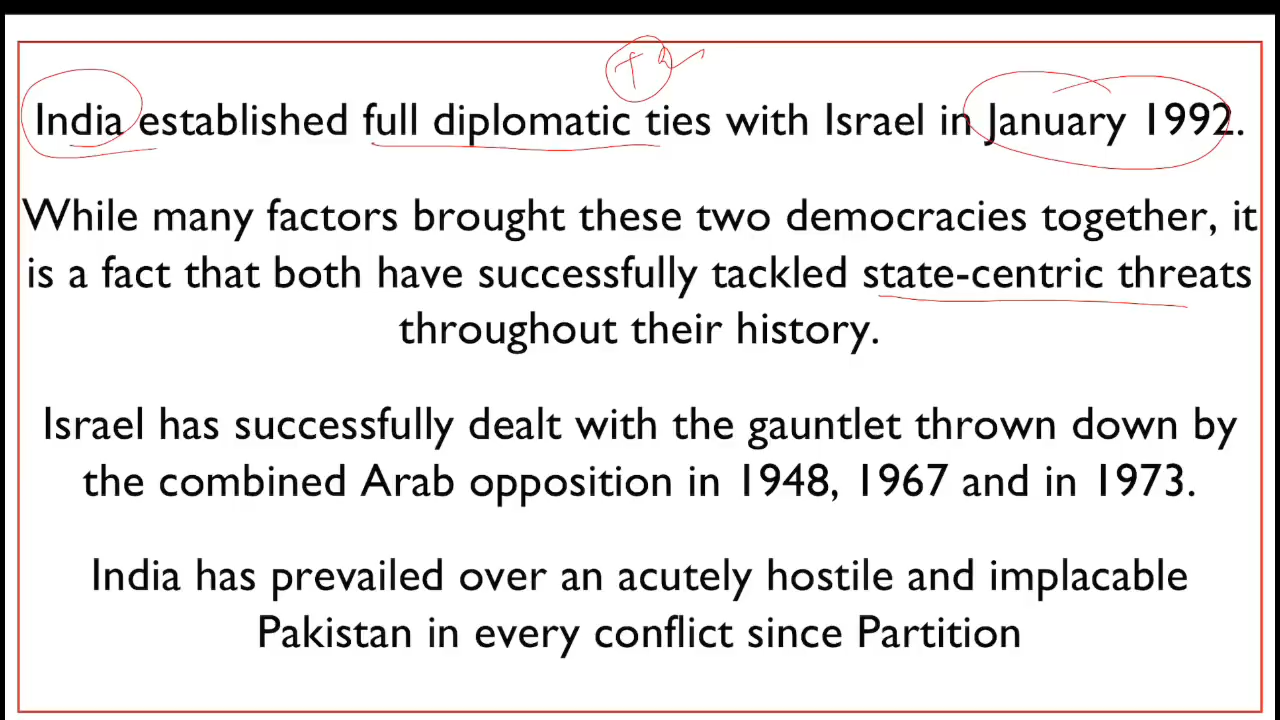 India established full diplomatic ties with Israel in January 1992.
While many factors brought these two democracies together, it
is a fact that both have successfully tackled state-centric threats
throughout their history.
Israel has successfully dealt with the gauntlet thrown down by
the combined Arab opposition in 1948, 1967 and in 1973.
India has prevailed over an acutely hostile and implacable
Pakistan in every conflict since Partition